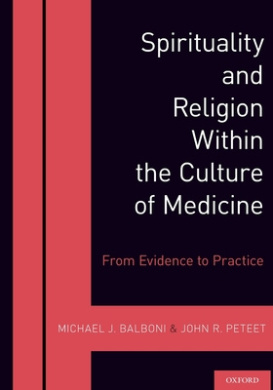 Spirituality
and
Religion
Within
the Culture
of Medicine
From Evidence to Practice
MICHAEL J. BALBONI & JOHN R. PETEET
OXFORD